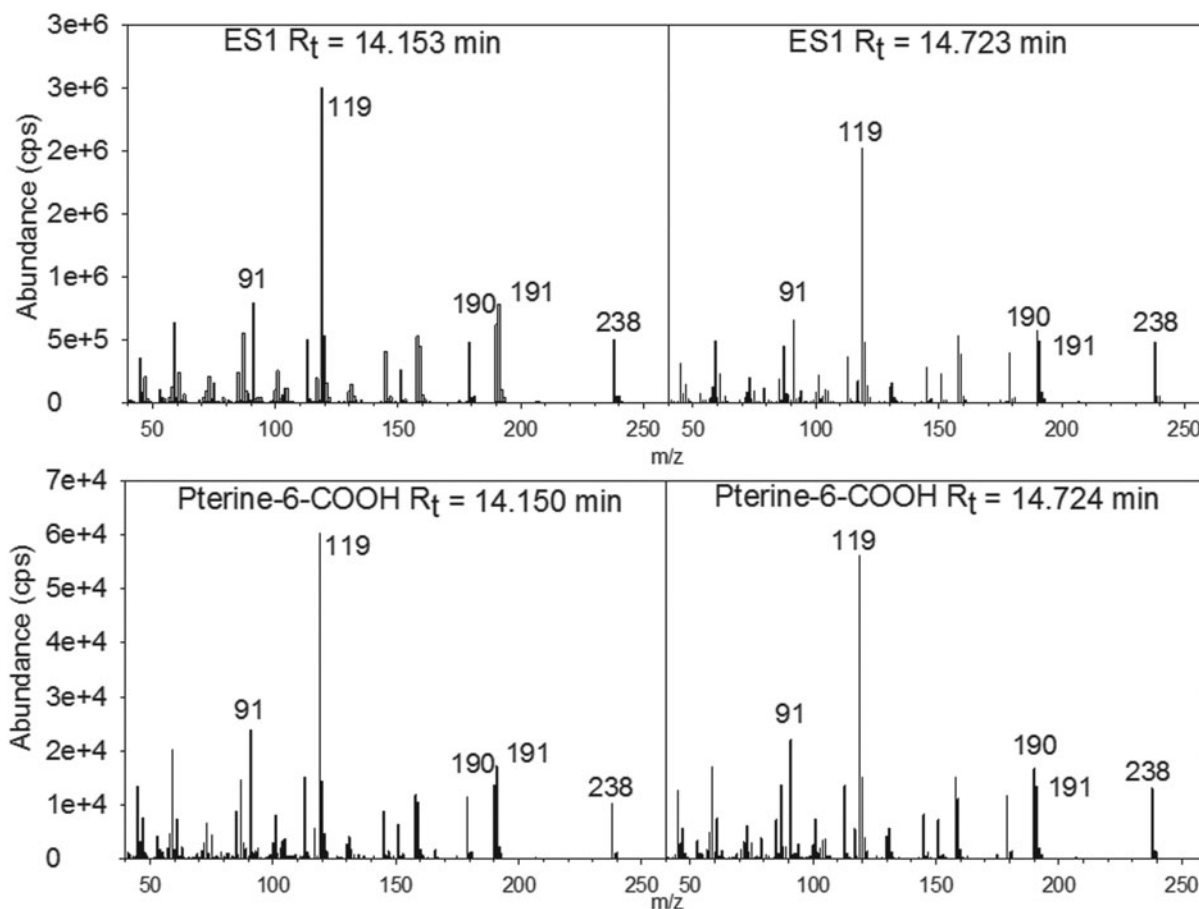 ES1 Rt = 14.153 min
ES1 Rt = 14.723 min
Abundance (cps)
3e+6
3e+6
2e+6
2e+6
1e+6
5e+5
0
119
91
190
191
238
119
91
190
191
238
50 100 150 200 250
50 100 150 200 250
m/z
Pterine-6-COOH Rt = 14.150 min
Pterine-6-COOH Rt = 14.724 min
Abundance (cps)
7e+4
6e+4
5e+4
4e+4
3e+4
2e+4
1e+4
0
119
91
190
191
238
119
91
190
191
238
50 100 150 200 250
50 100 150 200 250
m/z